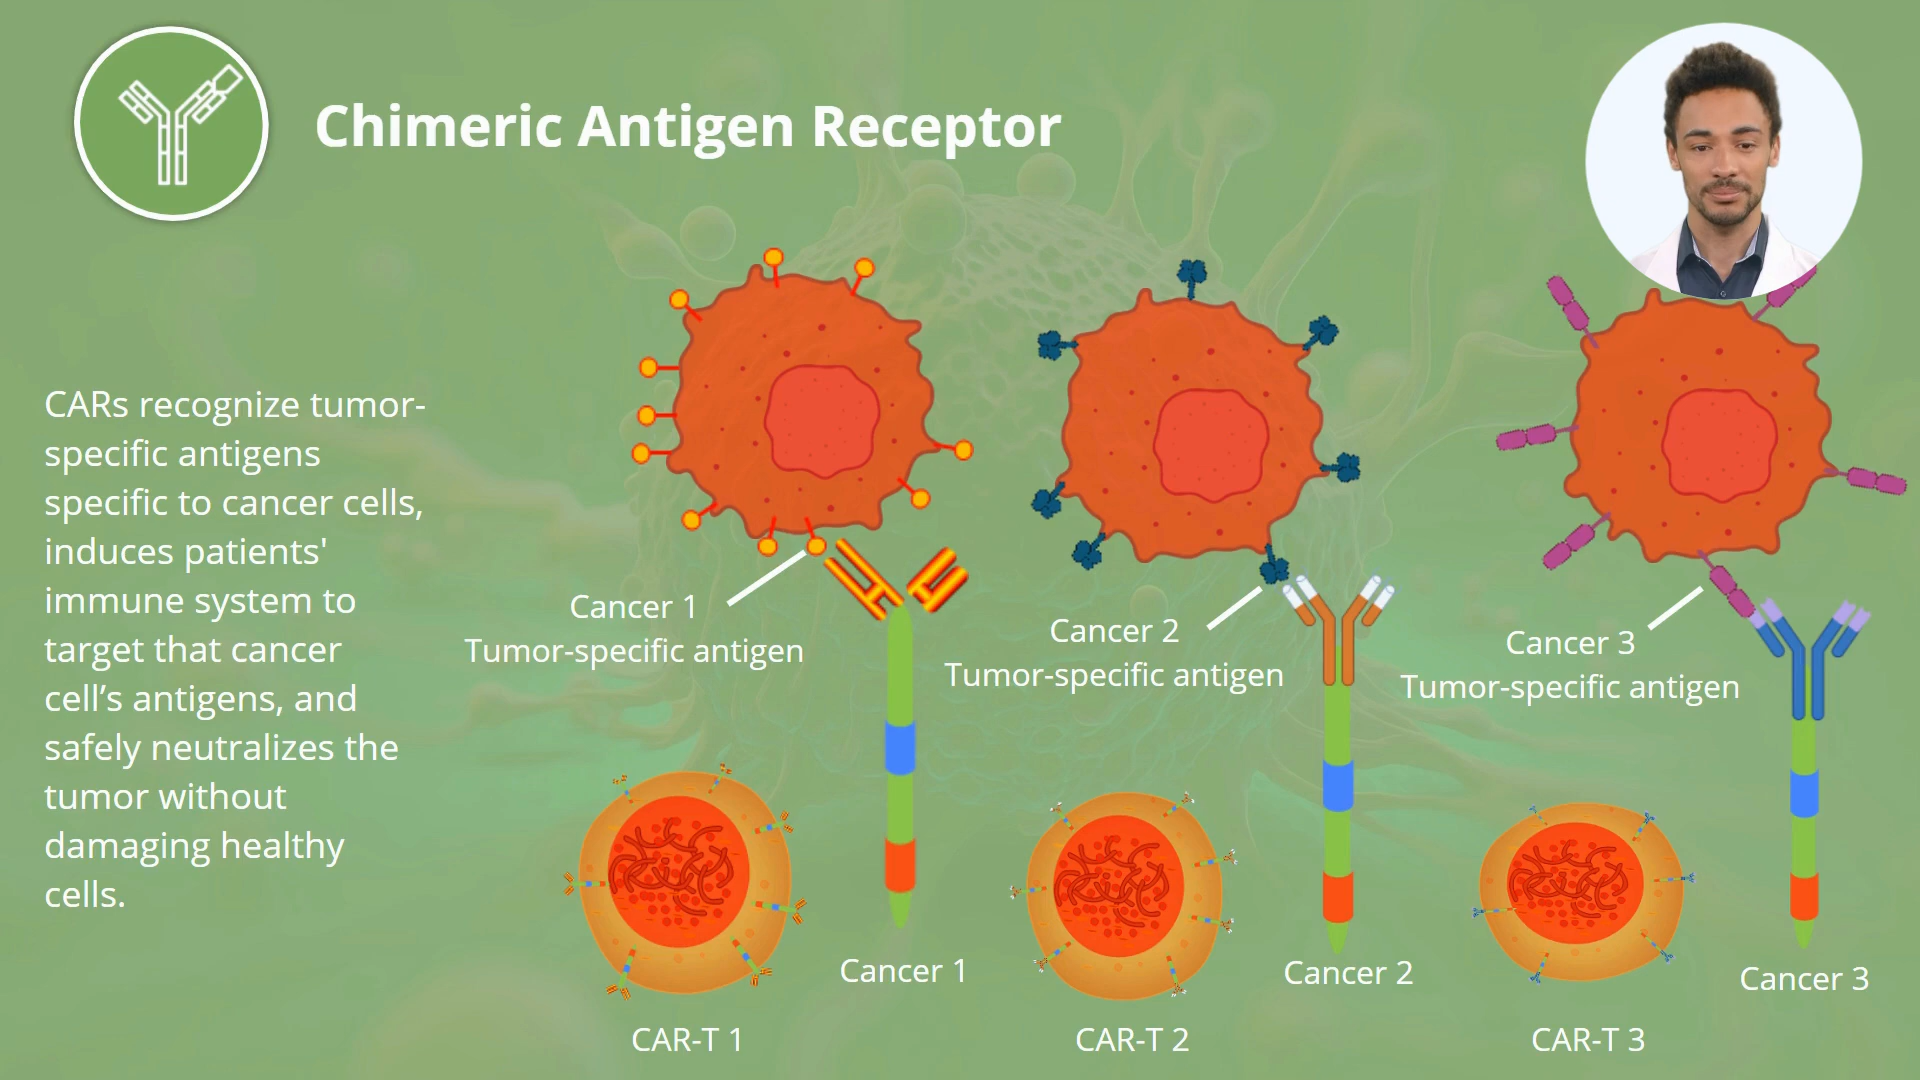 Chimeric Antigen Receptor
CARs recognize tumor-
specific antigens
specific to cancer cells,
induces patients'
immune system to
target that cancer
cell’s antigens, and
safely neutralizes the
tumor without
damaging healthy
cells.
Cancer 1
Tumor-specific antigen
Cancer 2
Tumor-specific antigen
Cancer 3
Tumor-specific antigen
Cancer 1
Cancer 2
Cancer 3
CAR-T 1
CAR-T 2
CAR-T 3